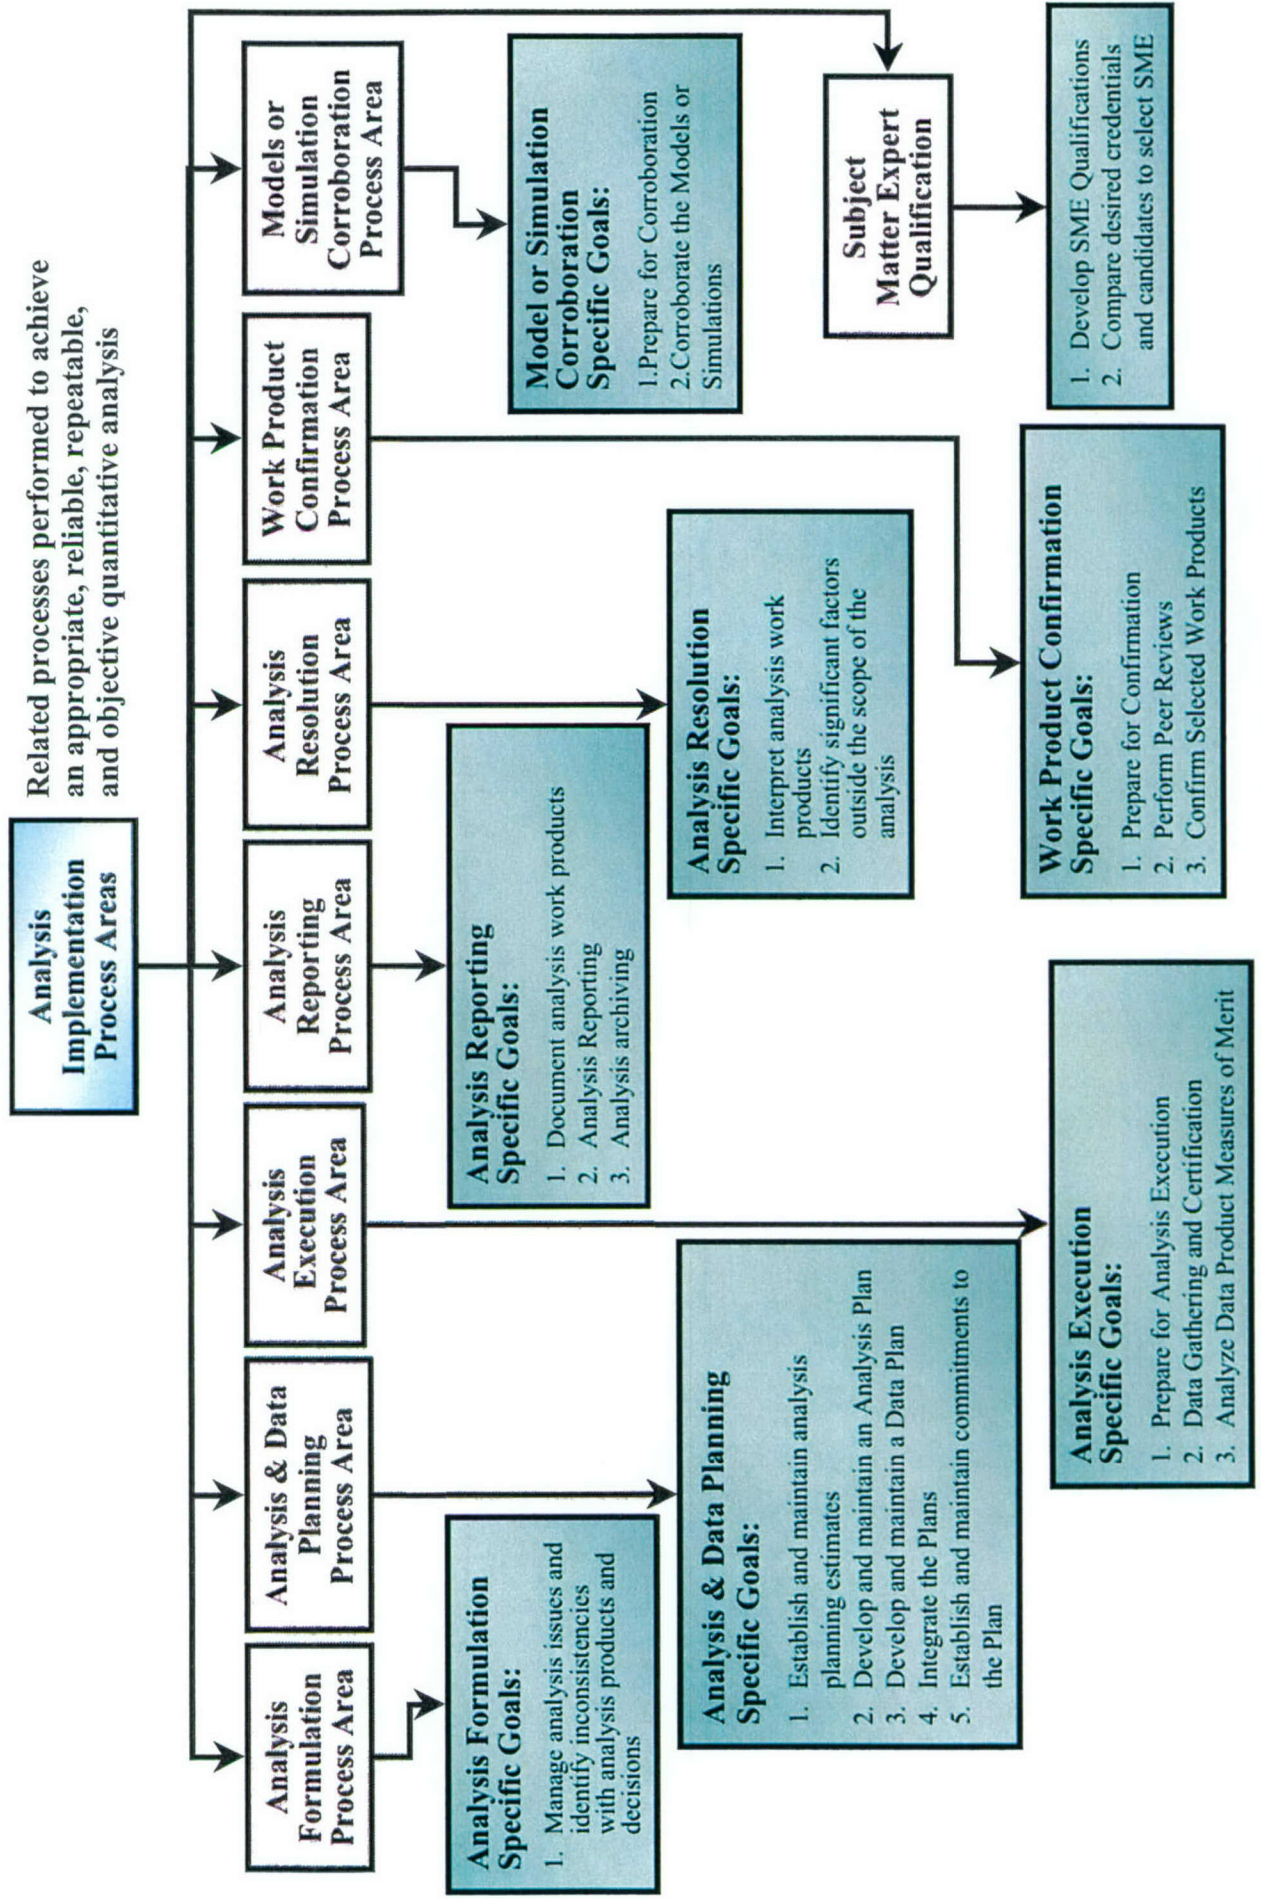 Analysis
Implementation
Process Areas
Related processes performed to achieve
an appropriate, reliable, repeatable,
and objective quantitative analysis
Analysis
Formulation
Process Area
Analysis & Data
Planning
Process Area
Analysis
Execution
Process Area
Analysis
Reporting
Process Area
Analysis
Resolution
Process Area
Work Product
Confirmation
Process Area
Models or
Simulation
Corroboration
Process Area
Analysis Formulation
Specific Goals:
1. Manage analysis issues and
identify inconsistencies
with analysis products and
decisions
Analysis & Data Planning
Specific Goals:
1. Establish and maintain analysis
planning estimates
2. Develop and maintain an Analysis Plan
3. Develop and maintain a Data Plan
4. Integrate the Plans
5. Establish and maintain commitments to
the Plan
Analysis Execution
Specific Goals:
1. Prepare for Analysis Execution
2. Data Gathering and Certification
3. Analyze Data Product Measures of Merit
Analysis Reporting
Specific Goals:
1. Document analysis work products
2. Analysis Reporting
3. Analysis archiving
Analysis Resolution
Specific Goals:
1. Interpret analysis work
products
2. Identify significant factors
outside the scope of the
analysis
Work Product Confirmation
Specific Goals:
1. Prepare for Confirmation
2. Perform Peer Reviews
3. Confirm Selected Work Products
Model or Simulation
Corroboration
Specific Goals:
1.Prepare for Corroboration
2.Corroborate the Models or
Simulations
Subject
Matter Expert
Qualification
1. Develop SME Qualifications
2. Compare desired credentials
and candidates to select SME